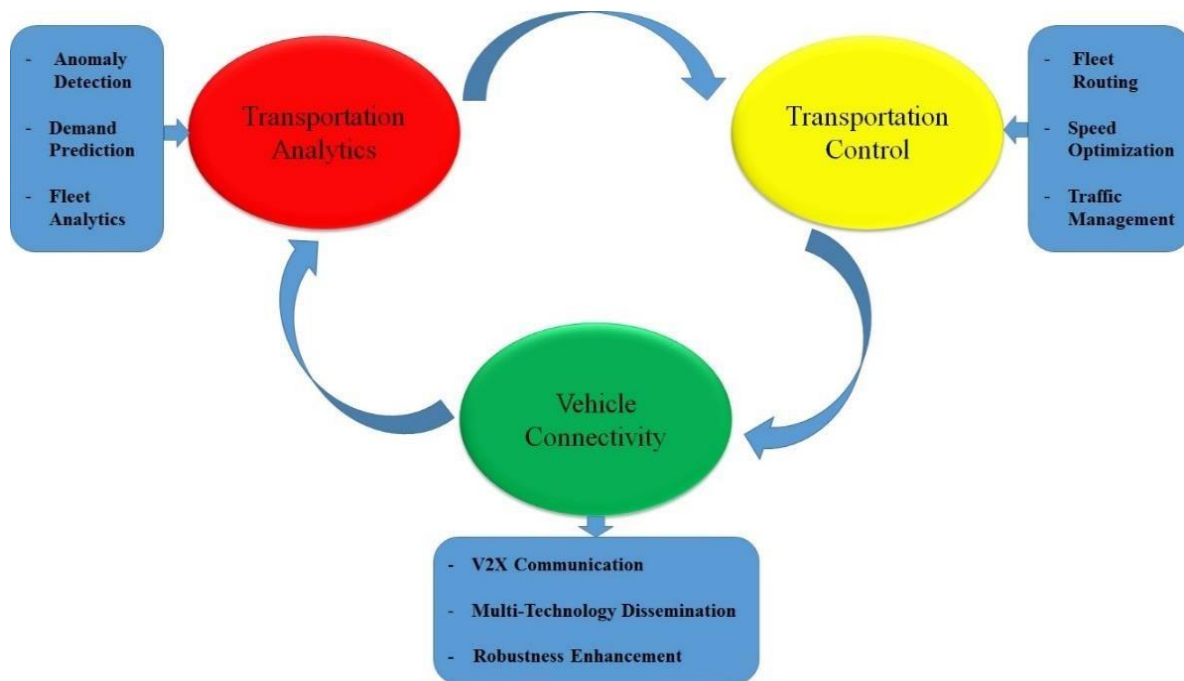 - Anomaly
Detection
- Demand
Prediction
- Fleet
Analytics
Transportation
Analytics
Transportation
Control
- Fleet
Routing
- Speed
Optimization
- Traffic
Management
Vehicle
Connectivity
- V2X Communication
- Multi-Technology Dissemination
- Robustness Enhancement